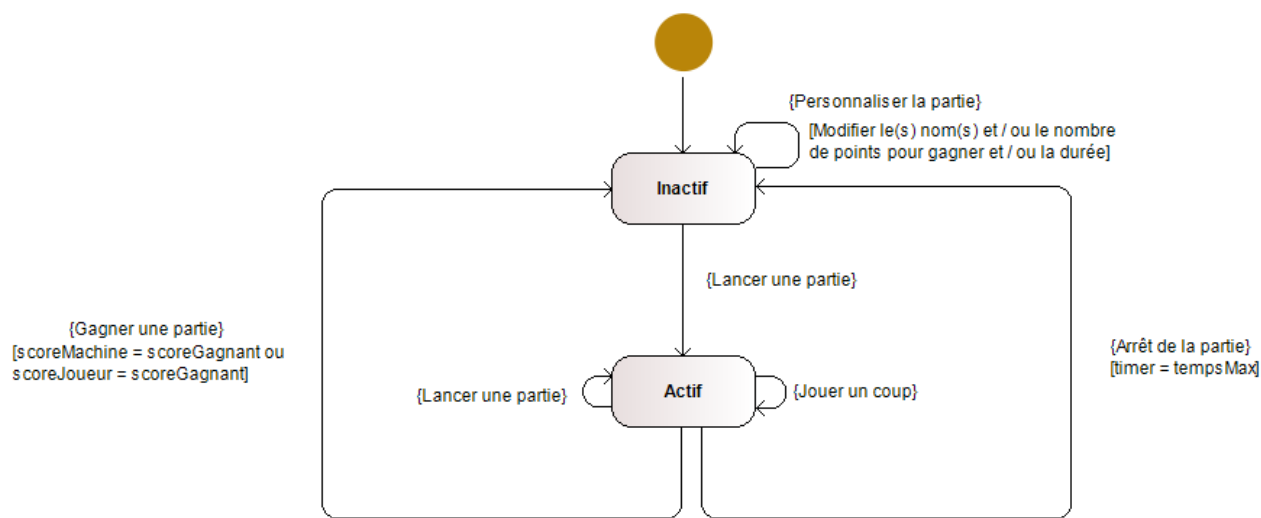 {Personnaliser la partie}
[Modifier le(s) nom(s) et / ou le nombre
de points pour gagner et / ou la durée]
Inactif
{Lancer une partie}
{Gagner une partie}
[scoreMachine = scoreGagnant ou
scoreJoueur = scoreGagnant]
{Arrêt de la partie}
[timer = tempsMax]
{Lancer une partie}
Actif
{Jouer un coup}